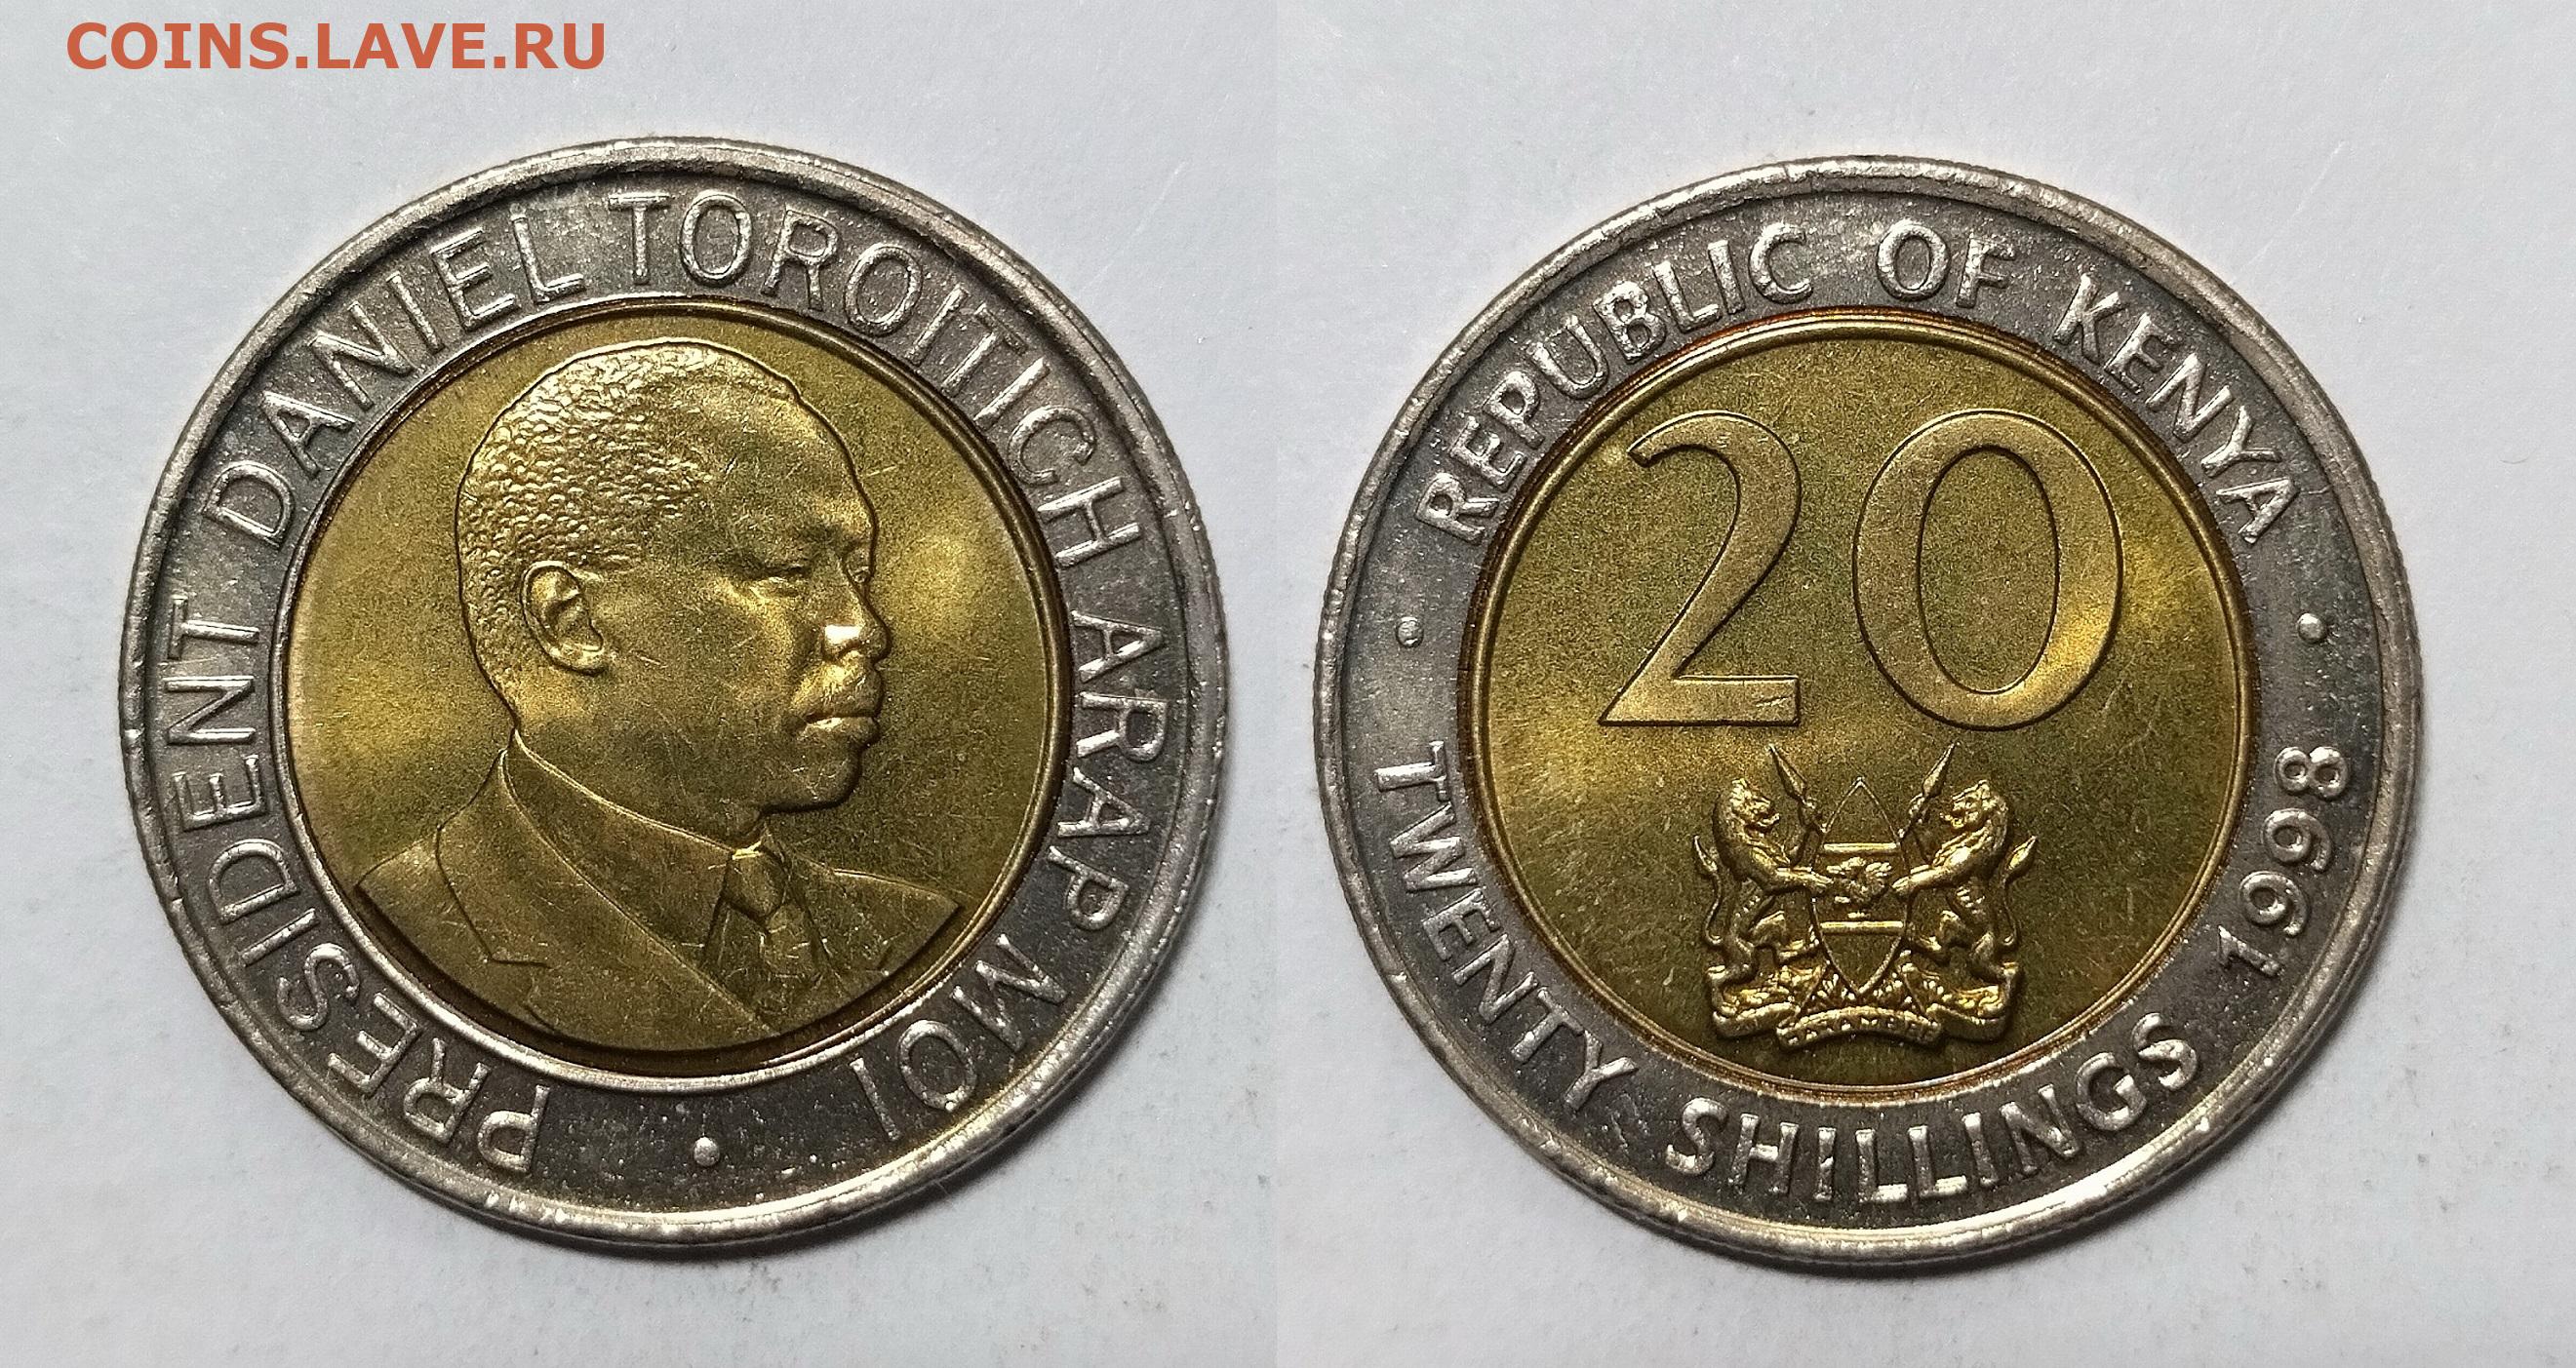 COINS.LAVE.RU
PRESIDENT DANIEL TOROITICH ARAP MOI
REPUBLIC OF KENYA
20
TWENTY SHILLINGS 1998